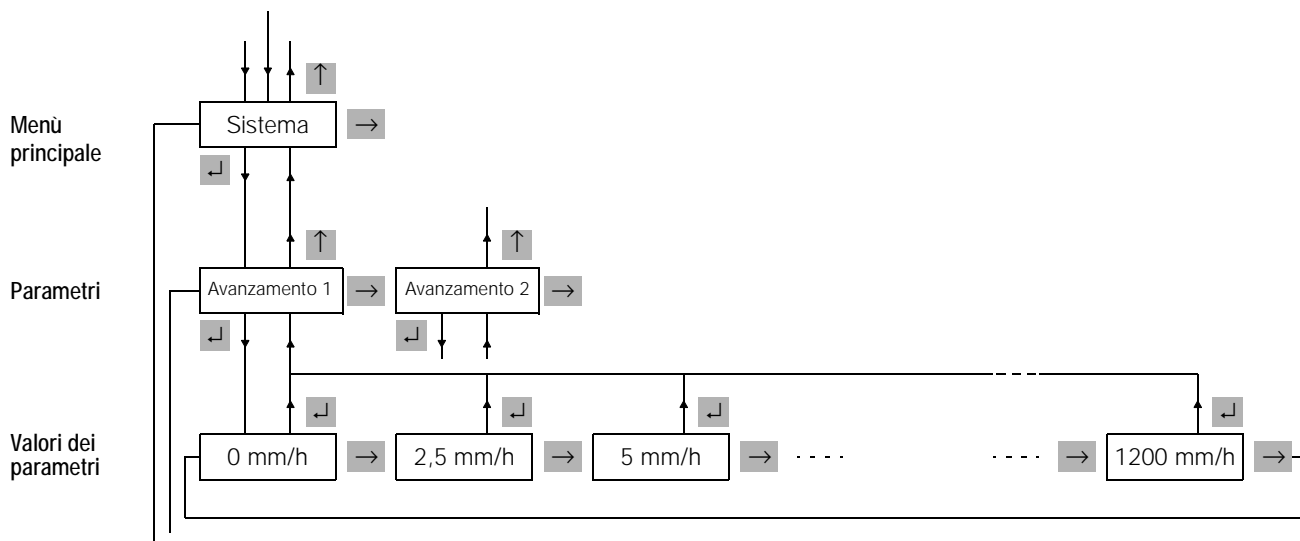 ↑
Menù
principale
Sistema →
↵
↑ ↑
Parametri
Avanzamento 1 → Avanzamento 2 →
↵ ↵
↵ ↵ ↵ ↵
Valori dei
parametri
0 mm/h → 2,5 mm/h → 5 mm/h → → 1200 mm/h →